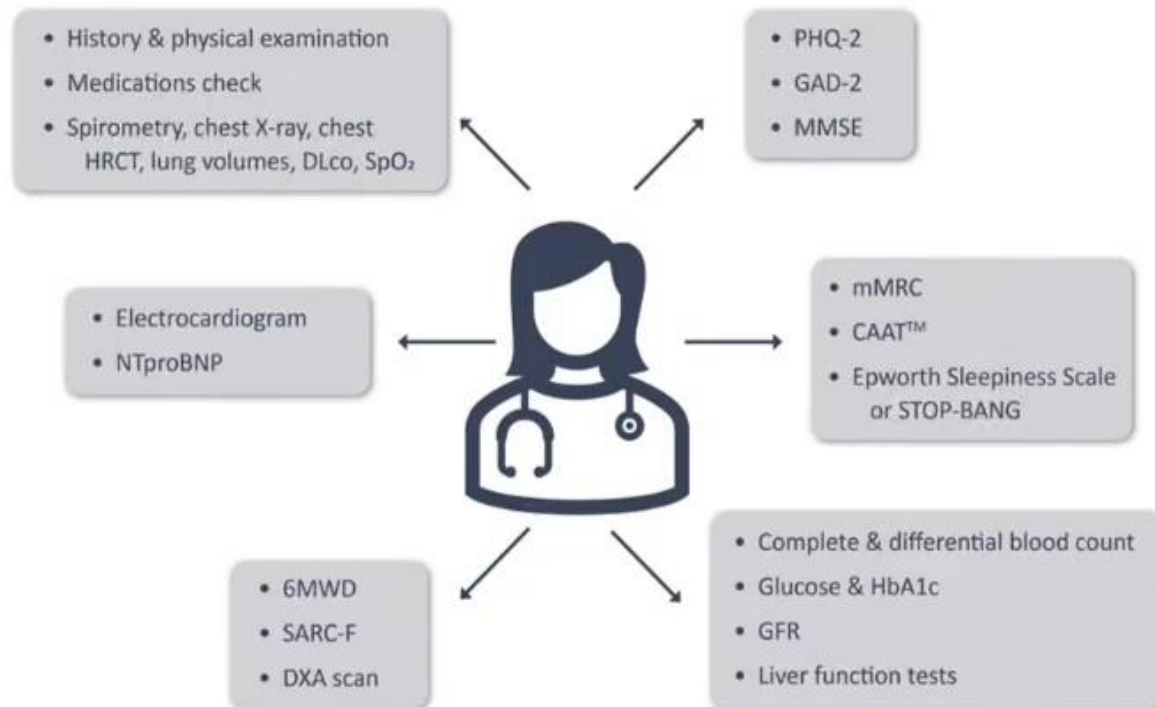 • History & physical examination
• Medications check
• Spirometry, chest X-ray, chest
HRCT, lung volumes, DLco, SpO₂
• PHQ-2
• GAD-2
• MMSE
• Electrocardiogram
• NTproBNP
• mMRC
• CAAT™
• Epworth Sleepiness Scale
or STOP-BANG
• 6MWD
• SARC-F
• DXA scan
• Complete & differential blood count
• Glucose & HbA1c
• GFR
• Liver function tests